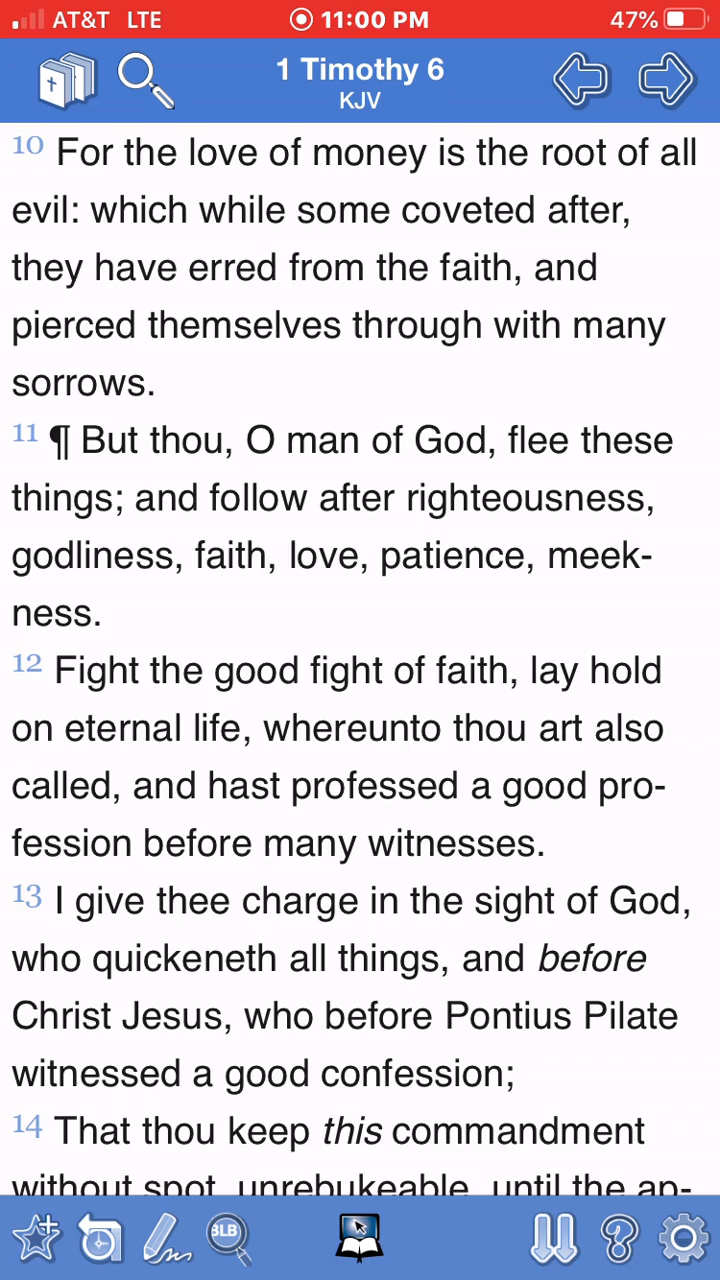 AT&T LTE 11:00 PM 47%
1 Timothy 6
KJV
10 For the love of money is the root of all
evil: which while some coveted after,
they have erred from the faith, and
pierced themselves through with many
sorrows.
11 ¶ But thou, O man of God, flee these
things; and follow after righteousness,
godliness, faith, love, patience, meek-
ness.
12 Fight the good fight of faith, lay hold
on eternal life, whereunto thou art also
called, and hast professed a good pro-
fession before many witnesses.
13 I give thee charge in the sight of God,
who quickeneth all things, and before
Christ Jesus, who before Pontius Pilate
witnessed a good confession;
14 That thou keep this commandment
without spot, unrebukeable, until the ap-
BLB